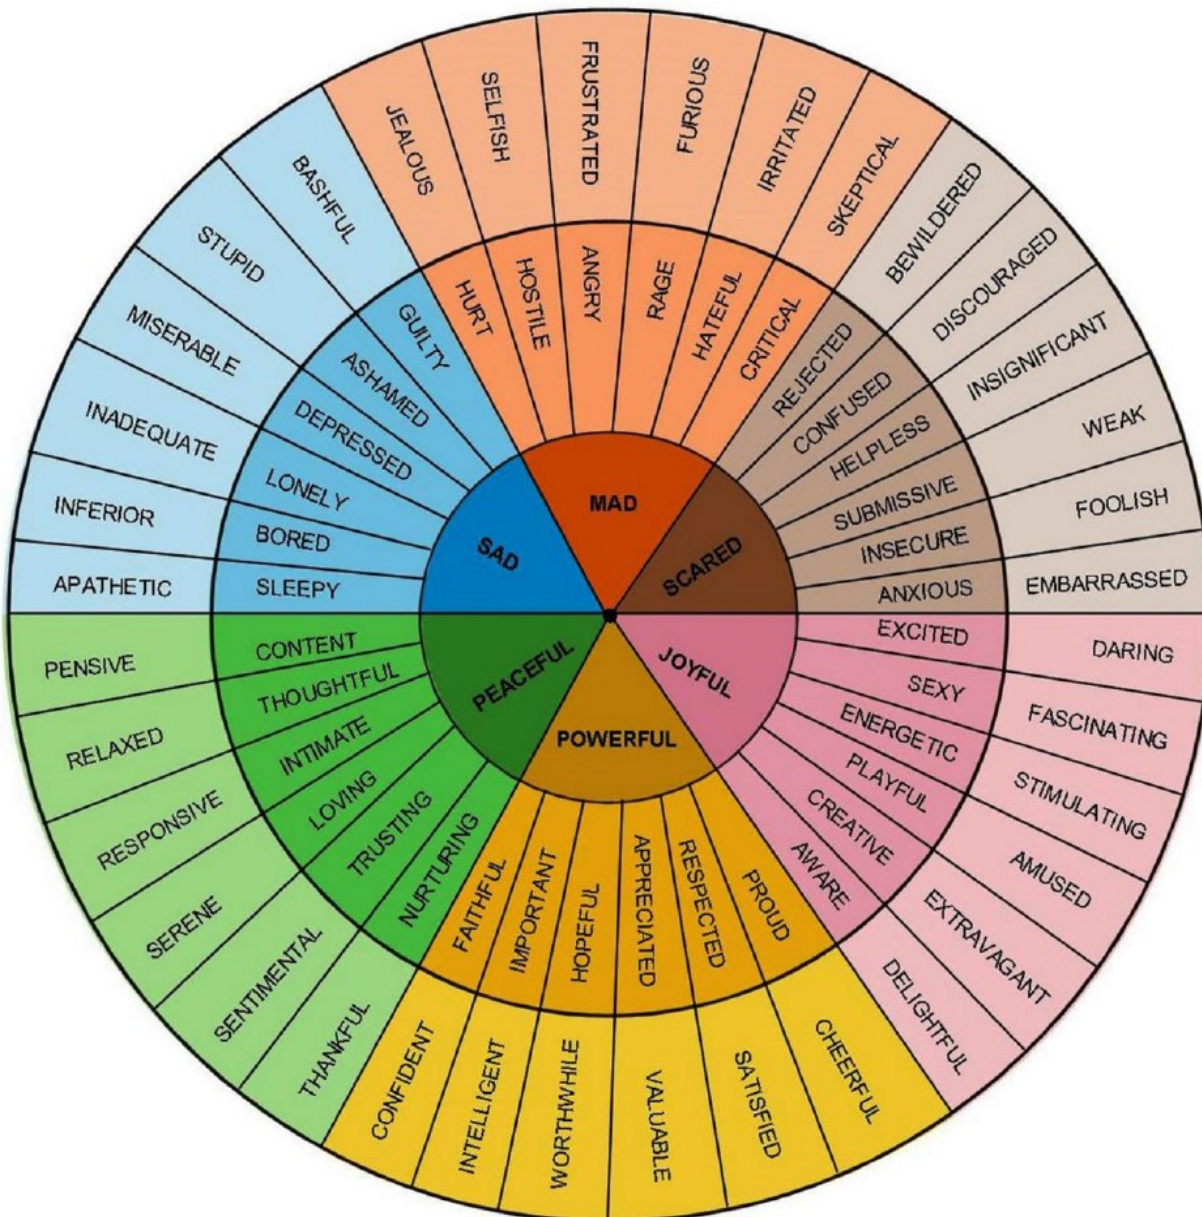 MAD
SCARED
JOYFUL
POWERFUL
PEACEFUL
SAD
HURT
HOSTILE
ANGRY
RAGE
HATEFUL
CRITICAL
REJECTED
CONFUSED
HELPLESS
SUBMISSIVE
INSECURE
ANXIOUS
EXCITED
SEXY
ENERGETIC
PLAYFUL
CREATIVE
AWARE
PROUD
RESPECTED
APPRECIATED
HOPEFUL
IMPORTANT
FAITHFUL
NURTURING
TRUSTING
LOVING
INTIMATE
THOUGHTFUL
CONTENT
SLEEPY
BORED
LONELY
DEPRESSED
ASHAMED
GUILTY
JEALOUS
SELFISH
FRUSTRATED
FURIOUS
IRRITATED
SKEPTICAL
BEWILDERED
DISCOURAGED
INSIGNIFICANT
WEAK
FOOLISH
EMBARRASSED
DARING
FASCINATING
STIMULATING
AMUSED
EXTRAVAGANT
DELIGHTFUL
CHEERFUL
SATISFIED
VALUABLE
WORTHWHILE
INTELLIGENT
CONFIDENT
THANKFUL
SENTIMENTAL
SERENE
RESPONSIVE
RELAXED
PENSIVE
APATHETIC
INFERIOR
INADEQUATE
MISERABLE
STUPID
BASHFUL